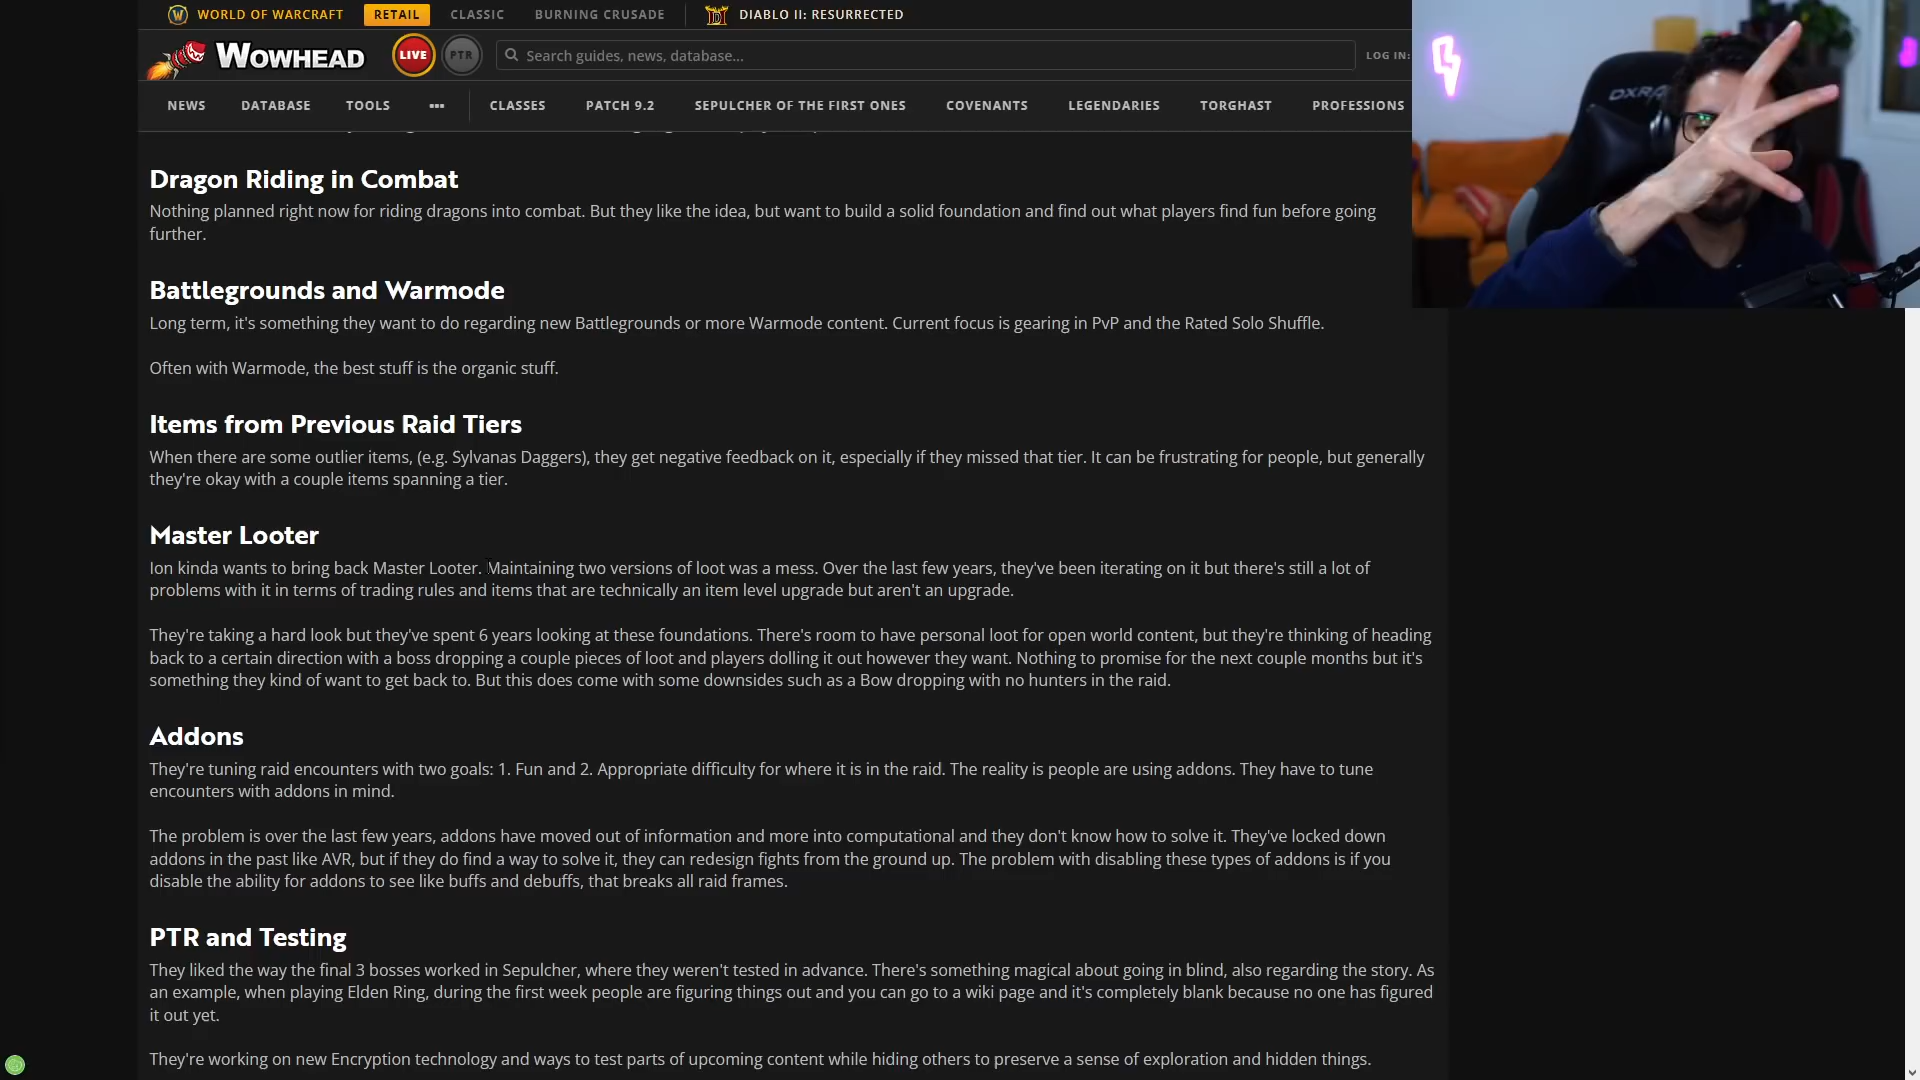 WORLD OF WARCRAFT RETAIL CLASSIC BURNING CRUSADE DIABLO II: RESURRECTED
WOWHEAD LIVE PTR Search guides, news, database... LOG IN
NEWS DATABASE TOOLS ••• CLASSES PATCH 9.2 SEPULCHER OF THE FIRST ONES COVENANTS LEGENDARIES TORGHAST PROFESSIONS
DXRA
Dragon Riding in Combat
Nothing planned right now for riding dragons into combat. But they like the idea, but want to build a solid foundation and find out what players find fun before going
further.
Battlegrounds and Warmode
Long term, it's something they want to do regarding new Battlegrounds or more Warmode content. Current focus is gearing in PvP and the Rated Solo Shuffle.
Often with Warmode, the best stuff is the organic stuff.
Items from Previous Raid Tiers
When there are some outlier items, (e.g. Sylvanas Daggers), they get negative feedback on it, especially if they missed that tier. It can be frustrating for people, but generally
they're okay with a couple items spanning a tier.
Master Looter
Ion kinda wants to bring back Master Looter. Maintaining two versions of loot was a mess. Over the last few years, they've been iterating on it but there's still a lot of
problems with it in terms of trading rules and items that are technically an item level upgrade but aren't an upgrade.
They're taking a hard look but they've spent 6 years looking at these foundations. There's room to have personal loot for open world content, but they're thinking of heading
back to a certain direction with a boss dropping a couple pieces of loot and players dolling it out however they want. Nothing to promise for the next couple months but it's
something they kind of want to get back to. But this does come with some downsides such as a Bow dropping with no hunters in the raid.
Addons
They're tuning raid encounters with two goals: 1. Fun and 2. Appropriate difficulty for where it is in the raid. The reality is people are using addons. They have to tune
encounters with addons in mind.
The problem is over the last few years, addons have moved out of information and more into computational and they don't know how to solve it. They've locked down
addons in the past like AVR, but if they do find a way to solve it, they can redesign fights from the ground up. The problem with disabling these types of addons is if you
disable the ability for addons to see like buffs and debuffs, that breaks all raid frames.
PTR and Testing
They liked the way the final 3 bosses worked in Sepulcher, where they weren't tested in advance. There's something magical about going in blind, also regarding the story. As
an example, when playing Elden Ring, during the first week people are figuring things out and you can go to a wiki page and it's completely blank because no one has figured
it out yet.
They're working on new Encryption technology and ways to test parts of upcoming content while hiding others to preserve a sense of exploration and hidden things.